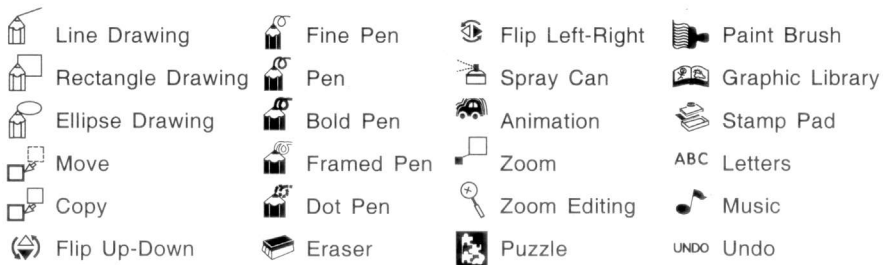 Line Drawing
Rectangle Drawing
Ellipse Drawing
Move
Copy
Flip Up-Down
Fine Pen
Pen
Bold Pen
Framed Pen
Dot Pen
Eraser
Flip Left-Right
Spray Can
Animation
Zoom
Zoom Editing
Puzzle
Paint Brush
Graphic Library
Stamp Pad
ABC Letters
Music
UNDO Undo